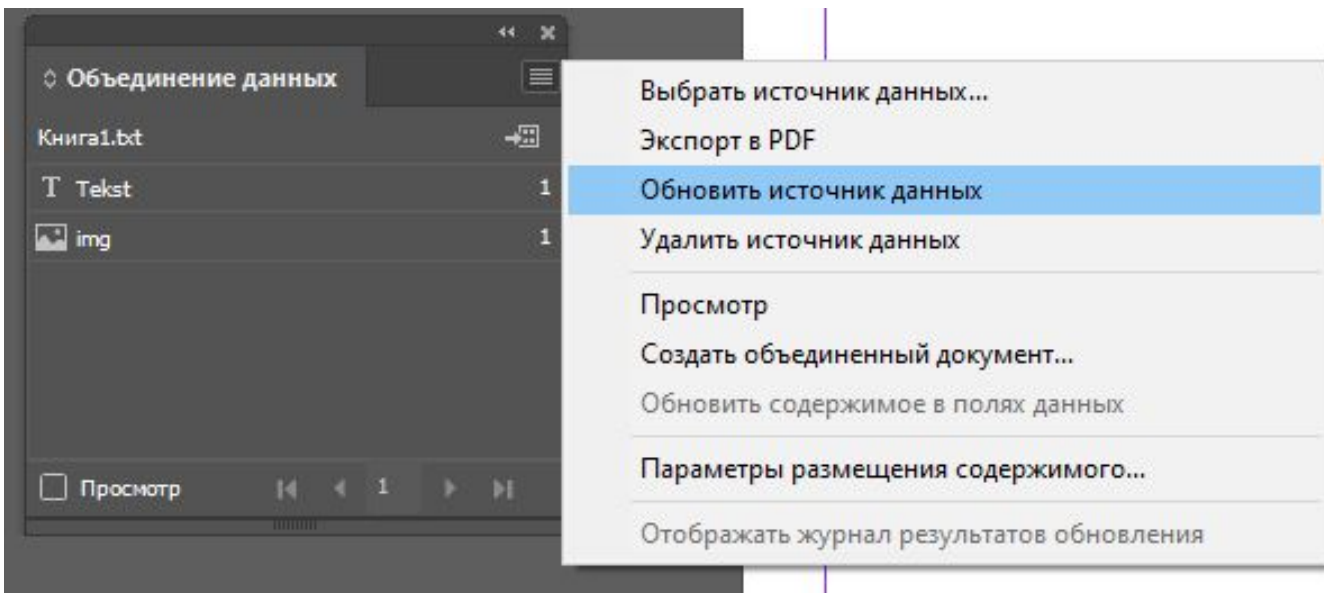 Объединение данных
Книга1.txt
T Tekst 1
img 1
Просмотр 1
Выбрать источник данных...
Экспорт в PDF
Обновить источник данных
Удалить источник данных
Просмотр
Создать объединенный документ...
Обновить содержимое в полях данных
Параметры размещения содержимого...
Отображать журнал результатов обновления